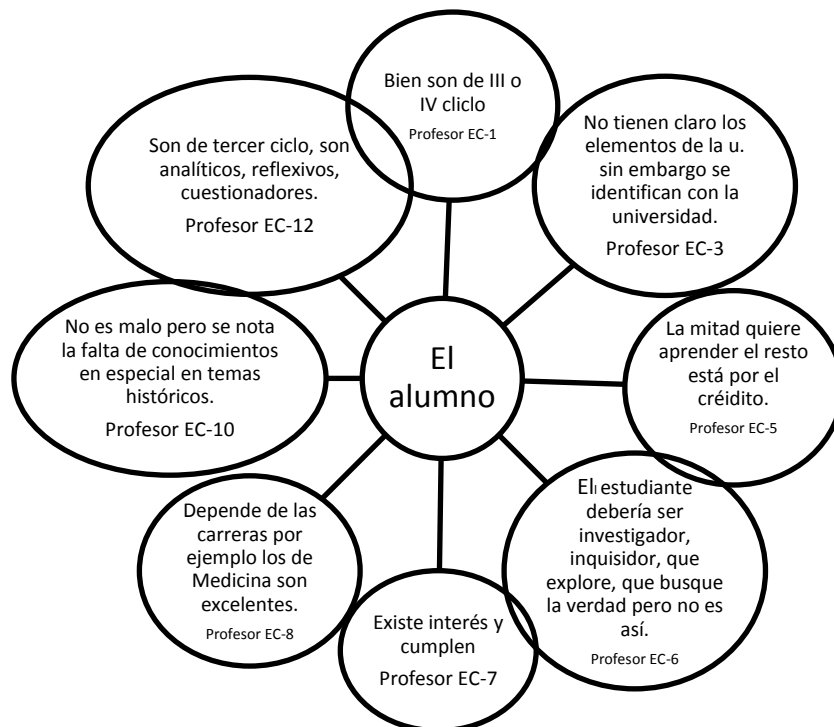 Bien son de III o
IV cliclo
Profesor EC-1
No tienen claro los
elementos de la u.
sin embargo se
identifican con la
universidad.
Profesor EC-3
La mitad quiere
aprender el resto
está por el
créidito.
Profesor EC-5
El estudiante
debería ser
investigador,
inquisidor, que
explore, que busque
la verdad pero no es
así.
Profesor EC-6
Existe interés y
cumplen
Profesor EC-7
Depende de las
carreras por
ejemplo los de
Medicina son
excelentes.
Profesor EC-8
No es malo pero se nota
la falta de conocimientos
en especial en temas
históricos.
Profesor EC-10
Son de tercer ciclo, son
analíticos, reflexivos,
cuestionadores.
Profesor EC-12
El
alumno